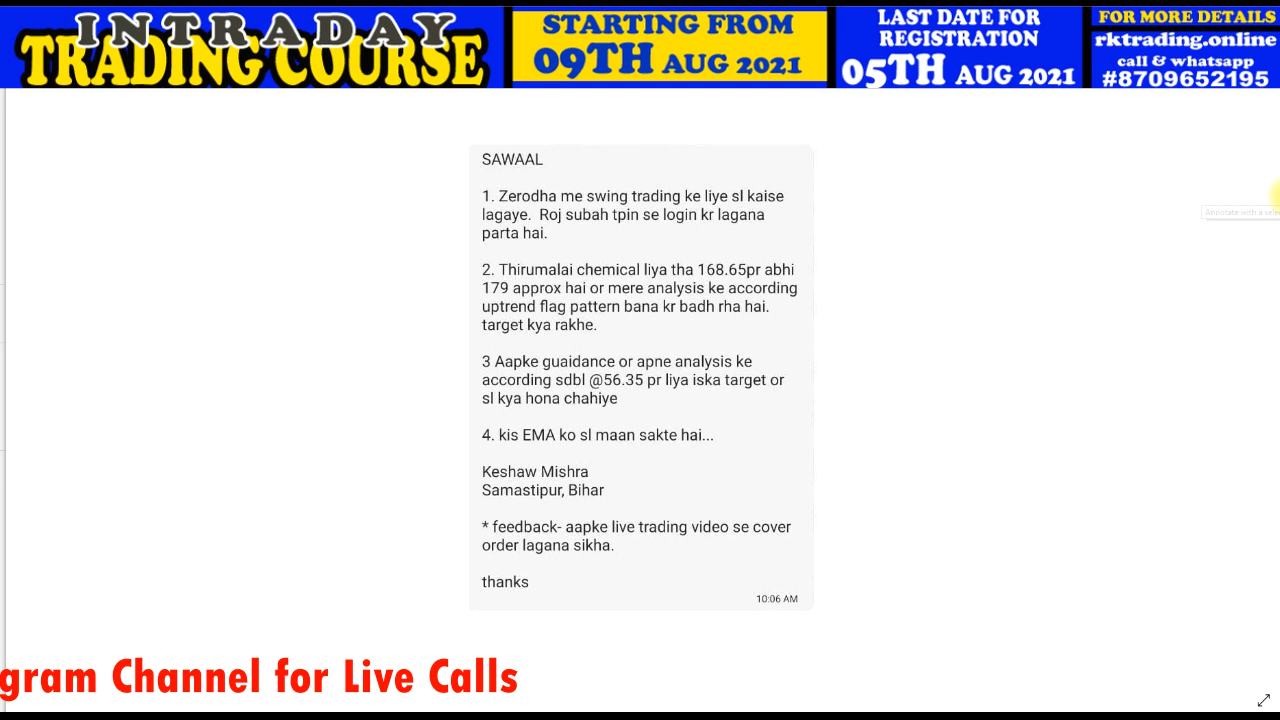 INTRADAY
TRADING COURSE
STARTING FROM
09TH AUG 2021
LAST DATE FOR
REGISTRATION
05TH AUG 2021
FOR MORE DETAILS
rktrading.online
call & whatsapp
#8709652195
SAWAAL
1. Zerodha me swing trading ke liye sl kaise
lagaye. Roj subah tpin se login kr lagana
parta hai.
2. Thirumalai chemical liya tha 168.65pr abhi
179 approx hai or mere analysis ke according
uptrend flag pattern bana kr badh rha hai.
target kya rakhe.
3 Aapke guaidance or apne analysis ke
according sdbl @56.35 pr liya iska target or
sl kya hona chahiye
4. kis EMA ko sl maan sakte hai...
Keshaw Mishra
Samastipur, Bihar
* feedback- aapke live trading video se cover
order lagana sikha.
thanks
10:06 AM
Annotate with a sele
gram Channel for Live Calls